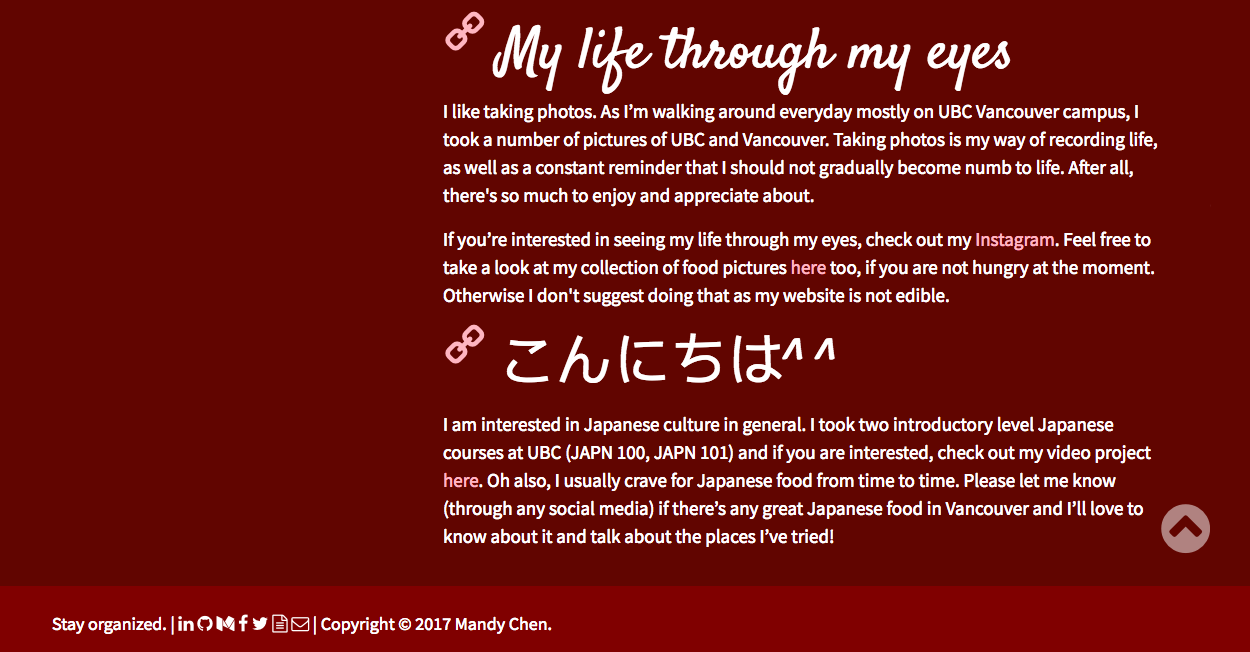 My life through my eyes
I like taking photos. As I’m walking around everyday mostly on UBC Vancouver campus, I
took a number of pictures of UBC and Vancouver. Taking photos is my way of recording life,
as well as a constant reminder that I should not gradually become numb to life. After all,
there's so much to enjoy and appreciate about.
If you’re interested in seeing my life through my eyes, check out my Instagram. Feel free to
take a look at my collection of food pictures here too, if you are not hungry at the moment.
Otherwise I don't suggest doing that as my website is not edible.
こんにちは^ ^
I am interested in Japanese culture in general. I took two introductory level Japanese
courses at UBC (JAPN 100, JAPN 101) and if you are interested, check out my video project
here. Oh also, I usually crave for Japanese food from time to time. Please let me know
(through any social media) if there’s any great Japanese food in Vancouver and I’ll love to
know about it and talk about the places I’ve tried!
Stay organized. | | Copyright © 2017 Mandy Chen.